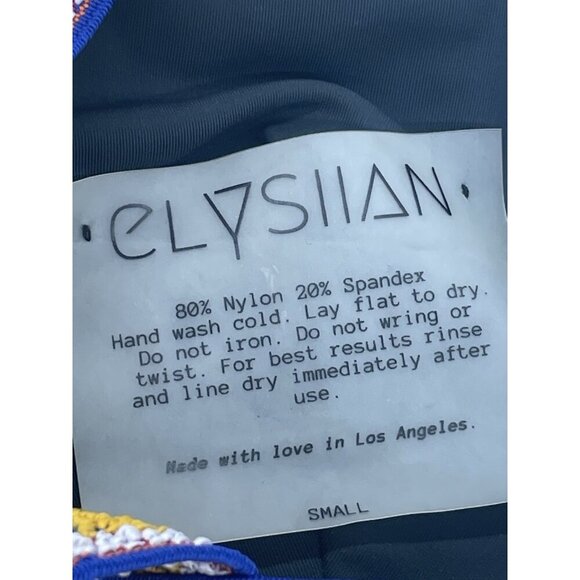 ELYSIIAN
80% Nylon 20% Spandex
Hand wash cold. Lay flat to dry.
Do not iron. Do not wring or
twist. For best results rinse
and line dry immediately after
use.
Made with love in Los Angeles.
SMALL